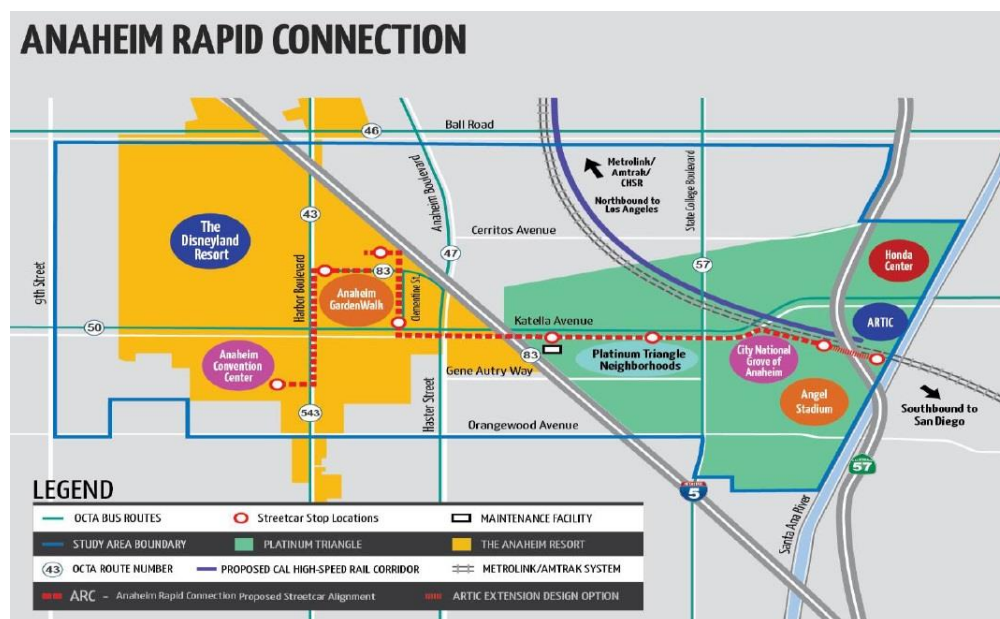 ANAHEIM RAPID CONNECTION
46
Ball Road
Metrolink/
Amtrak/
CHSR
Northbound to
Los Angeles
Anaheim Boulevard
State College Boulevard
43
The
Disneyland
Resort
Cerritos Avenue
47
57
Honda
Center
9th Street
Harbor Boulevard
83
Anaheim
GardenWalk
Clementine St.
ARTIC
50
Katella Avenue
Anaheim
Convention
Center
83
Platinum Triangle
Neighborhoods
City National
Grove of
Anaheim
Gene Autry Way
Angel
Stadium
Southbound to
San Diego
543
Haster Street
Orangewood Avenue
5
57
Santa Ana River
LEGEND
OCTA BUS ROUTES
Streetcar Stop Locations
MAINTENANCE FACILITY
STUDY AREA BOUNDARY
PLATINUM TRIANGLE
THE ANAHEIM RESORT
43
OCTA ROUTE NUMBER
PROPOSED CAL HIGH-SPEED RAIL CORRIDOR
METROLINK/AMTRAK SYSTEM
ARC - Anaheim Rapid Connection Proposed Streetcar Alignment
ARTIC EXTENSION DESIGN OPTION